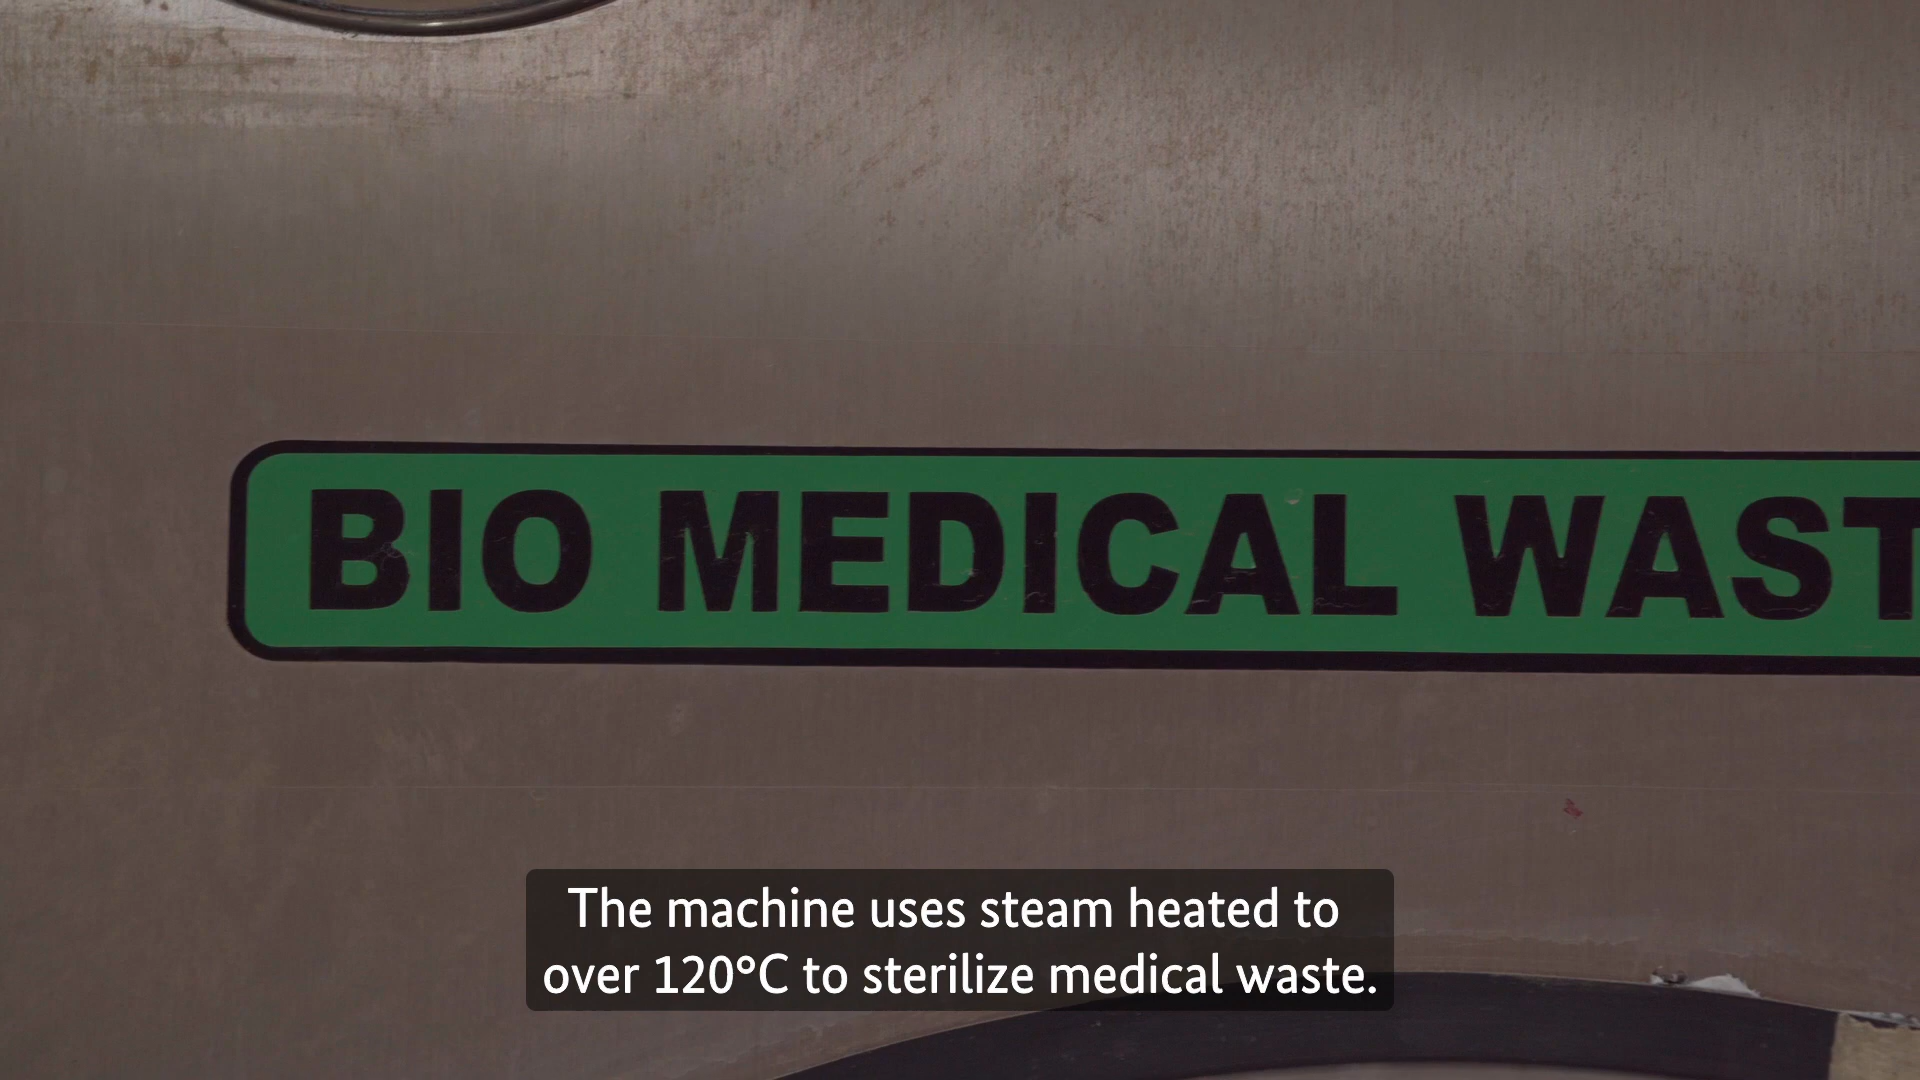 BIO MEDICAL WAST
The machine uses steam heated to
over 120°C to sterilize medical waste.